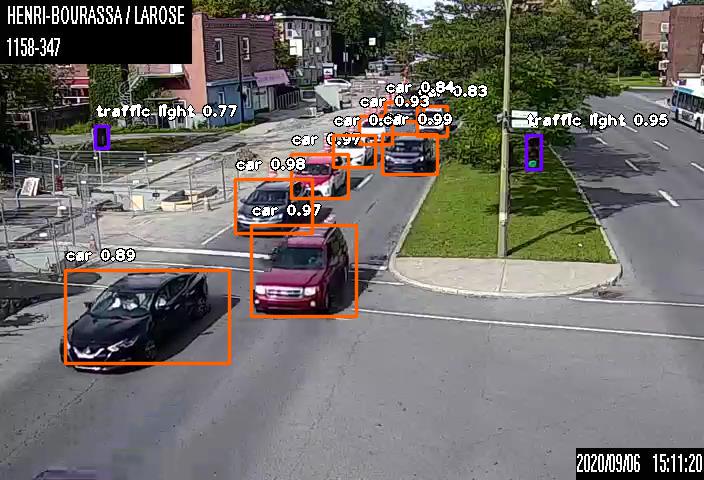 HENRI-BOURASSA / LAROSE
1158-347
car 0.84
0.83
car 0.93
traffic light 0.77
car 0.99
traffic light 0.95
car 0.97
car 0.98
car 0.97
car 0.89
2020/09/06 15:11:20